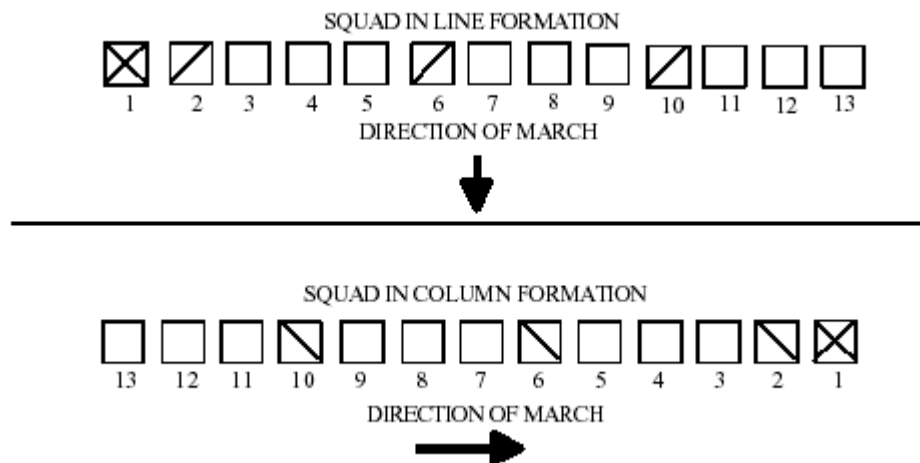 SQUAD IN LINE FORMATION
1 2 3 4 5 6 7 8 9 10 11 12 13
DIRECTION OF MARCH
SQUAD IN COLUMN FORMATION
13 12 11 10 9 8 7 6 5 4 3 2 1
DIRECTION OF MARCH